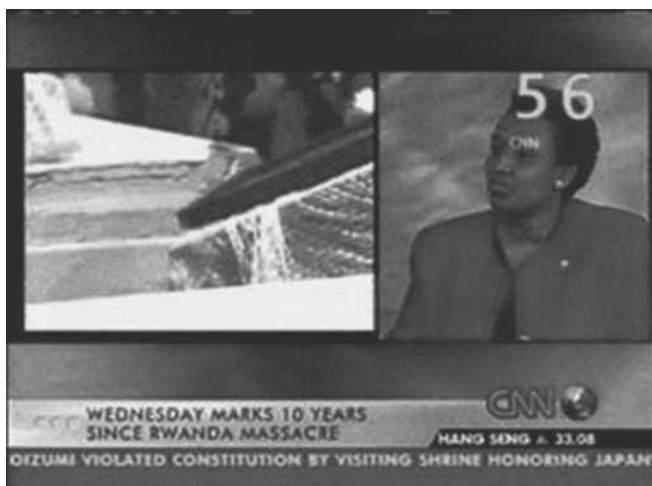 56
CNN
CNN
WEDNESDAY MARKS 10 YEARS
SINCE RWANDA MASSACRE
HANG SENG 33.08
OIZUMI VIOLATED CONSTITUTION BY VISITING SHRINE HONORING JAPAN'